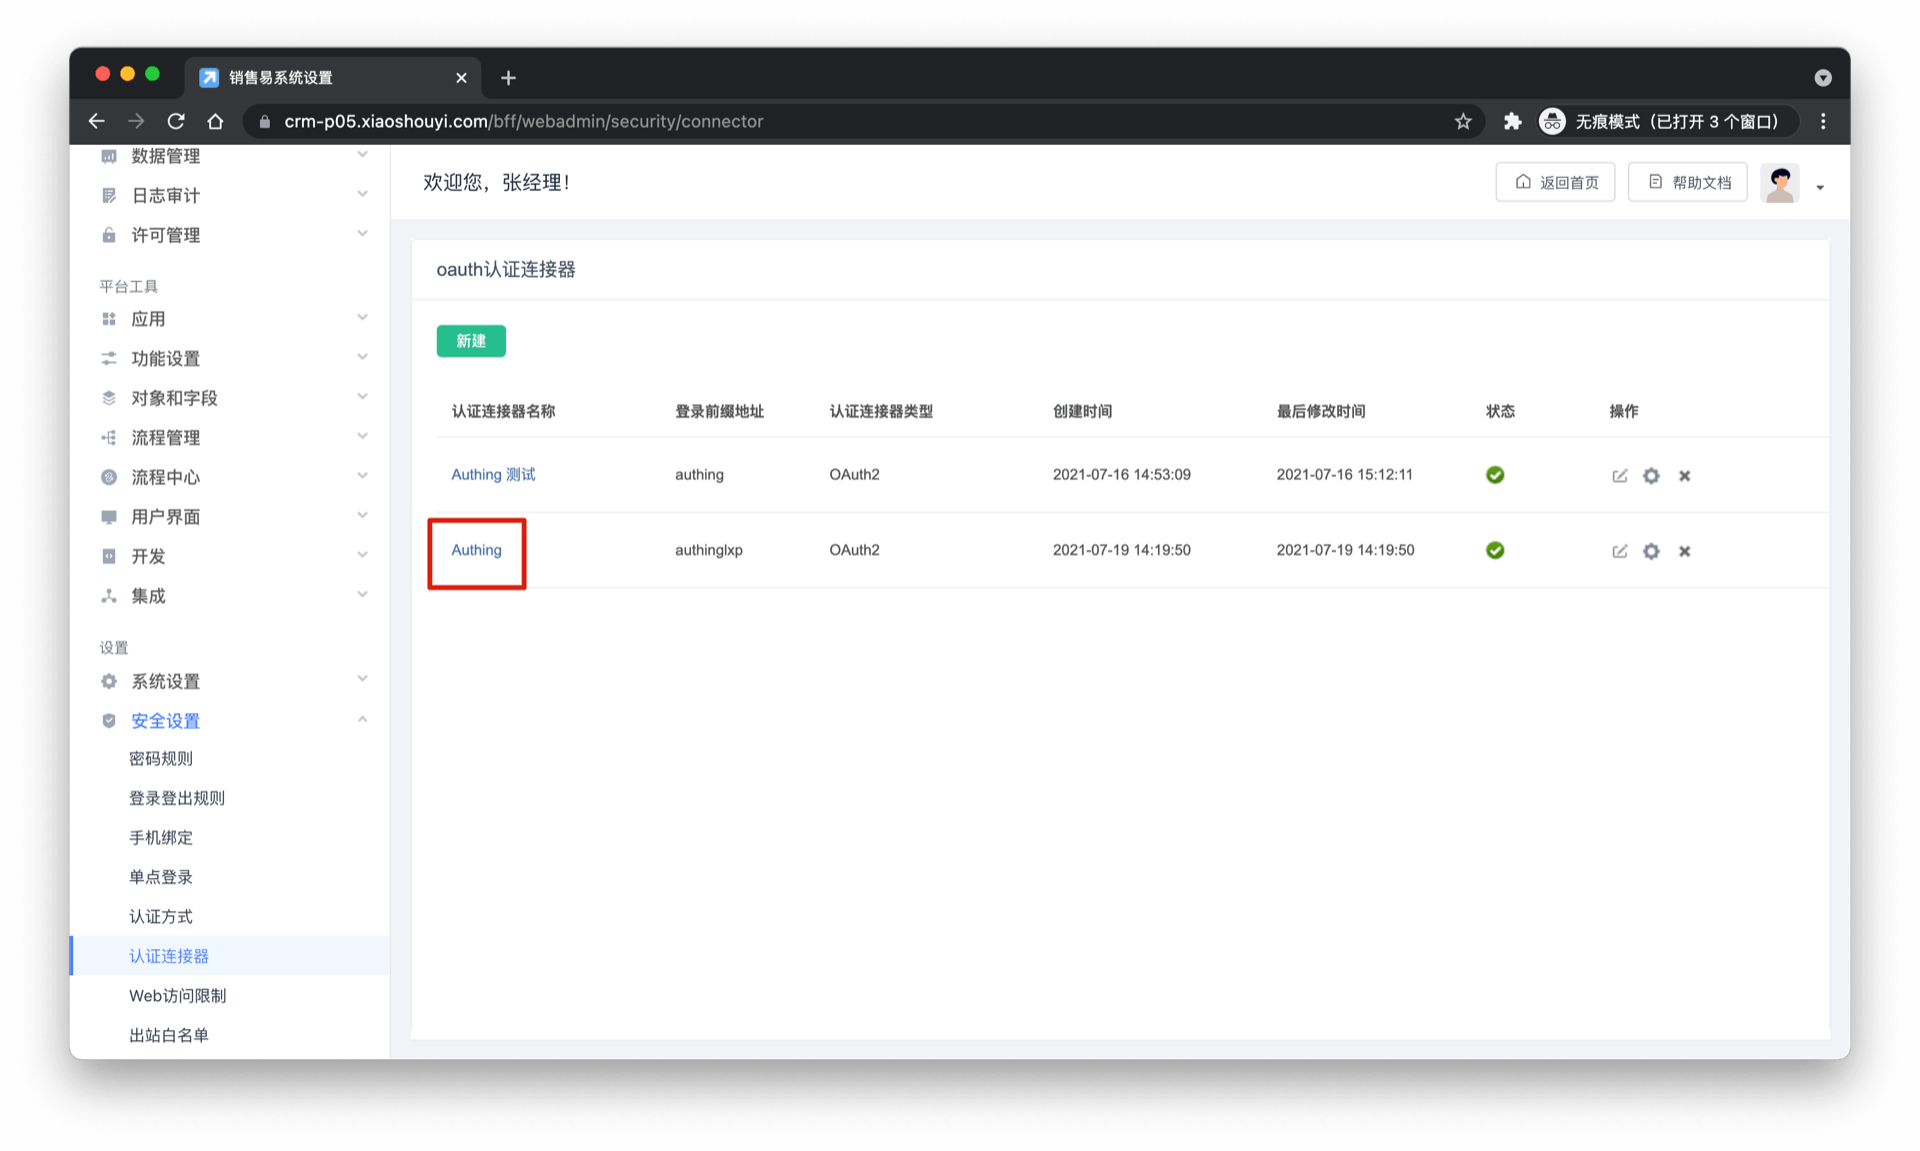 销售易系统设置
crm-p05.xiaoshouyi.com/bff/webadmin/security/connector
无痕模式（已打开 3 个窗口）
数据管理
日志审计
许可管理
平台工具
应用
功能设置
对象和字段
流程管理
流程中心
用户界面
开发
集成
设置
系统设置
安全设置
密码规则
登录登出规则
手机绑定
单点登录
认证方式
认证连接器
Web访问限制
出站白名单
欢迎您，张经理！
返回首页
帮助文档
oauth认证连接器
新建
认证连接器名称 登录前缀地址 认证连接器类型 创建时间 最后修改时间 状态 操作
Authing 测试 authing OAuth2 2021-07-16 14:53:09 2021-07-16 15:12:11
Authing authinglxp OAuth2 2021-07-19 14:19:50 2021-07-19 14:19:50